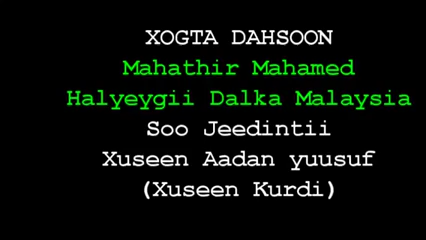 XOGTA DAHSOON
Mahathir Mahamed
Halyeygii Dalka Malaysia
Soo Jeedintii
Xuseen Aadan yuusuf
(Xuseen Kurdi)